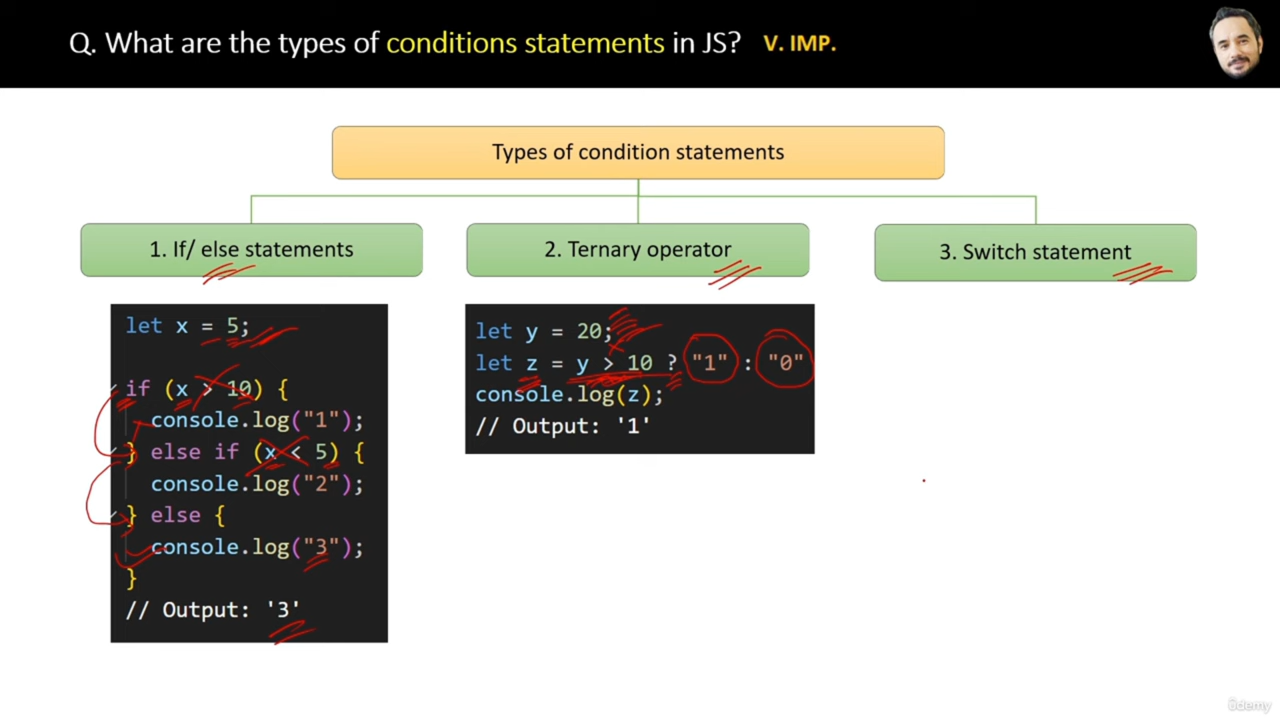 Q. What are the types of conditions statements in JS? V. IMP.
Types of condition statements
1. If/ else statements
2. Ternary operator
3. Switch statement
let x = 5;
if (x > 10) {
console.log("1");
} else if (x < 5) {
console.log("2");
} else {
console.log("3");
}
// Output: '3'
let y = 20;
let z = y > 10 ? "1" : "0"
console.log(z);
// Output: '1'
ûdemy